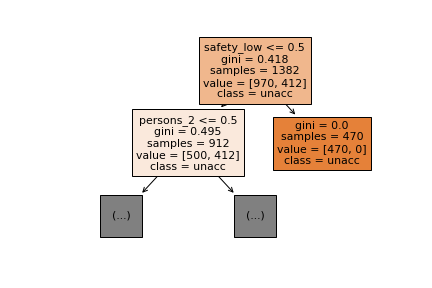 safety_low <= 0.5
gini = 0.418
samples = 1382
value = [970, 412]
class = unacc
persons_2 <= 0.5
gini = 0.495
samples = 912
value = [500, 412]
class = unacc
gini = 0.0
samples = 470
value = [470, 0]
class = unacc
(...)
(...)